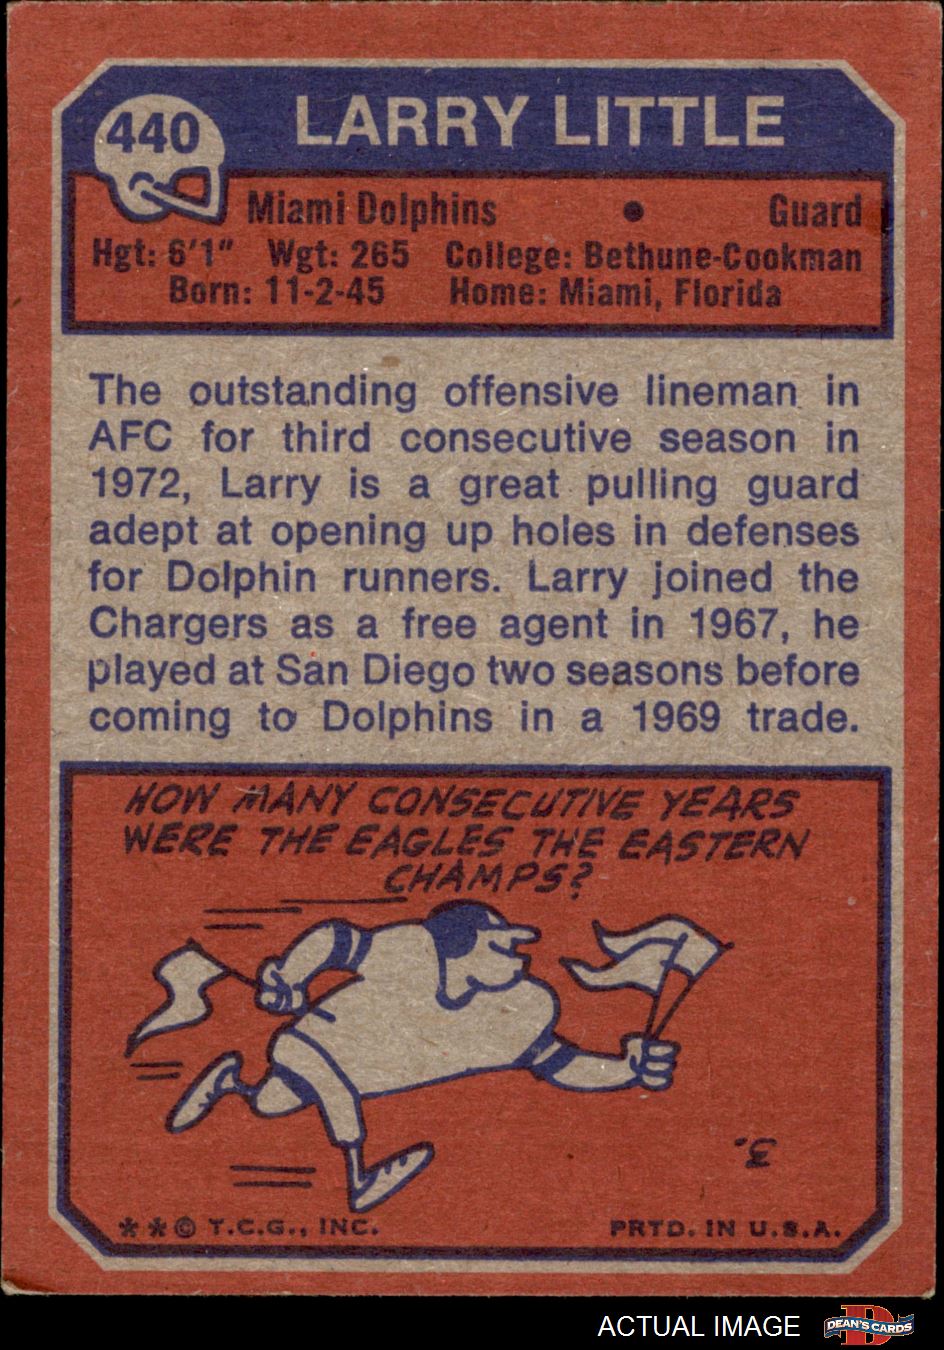 440
LARRY LITTLE
Miami Dolphins • Guard
Hgt: 6'1" Wgt: 265 College: Bethune-Cookman
Born: 11-2-45 Home: Miami, Florida
The outstanding offensive lineman in
AFC for third consecutive season in
1972, Larry is a great pulling guard
adept at opening up holes in defenses
for Dolphin runners. Larry joined the
Chargers as a free agent in 1967, he
played at San Diego two seasons before
coming to Dolphins in a 1969 trade.
HOW MANY CONSECUTIVE YEARS
WERE THE EAGLES THE EASTERN
CHAMPS?
3.
**© T.C.G., INC. PRTD. IN U.S.A.
ACTUAL IMAGE
D
DEAN'S CARDS